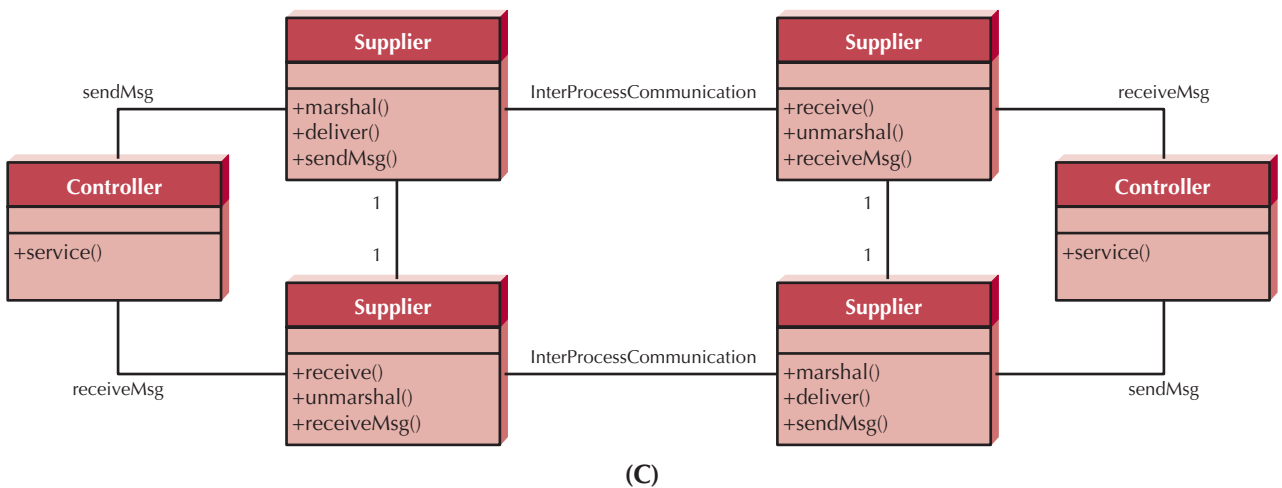 Supplier
+marshal()
+deliver()
+sendMsg()
InterProcessCommunication
Supplier
+receive()
+unmarshal()
+receiveMsg()
sendMsg
receiveMsg
Controller
+service()
1
1
1
1
Controller
+service()
Supplier
+receive()
+unmarshal()
+receiveMsg()
InterProcessCommunication
Supplier
+marshal()
+deliver()
+sendMsg()
receiveMsg
sendMsg
(C)